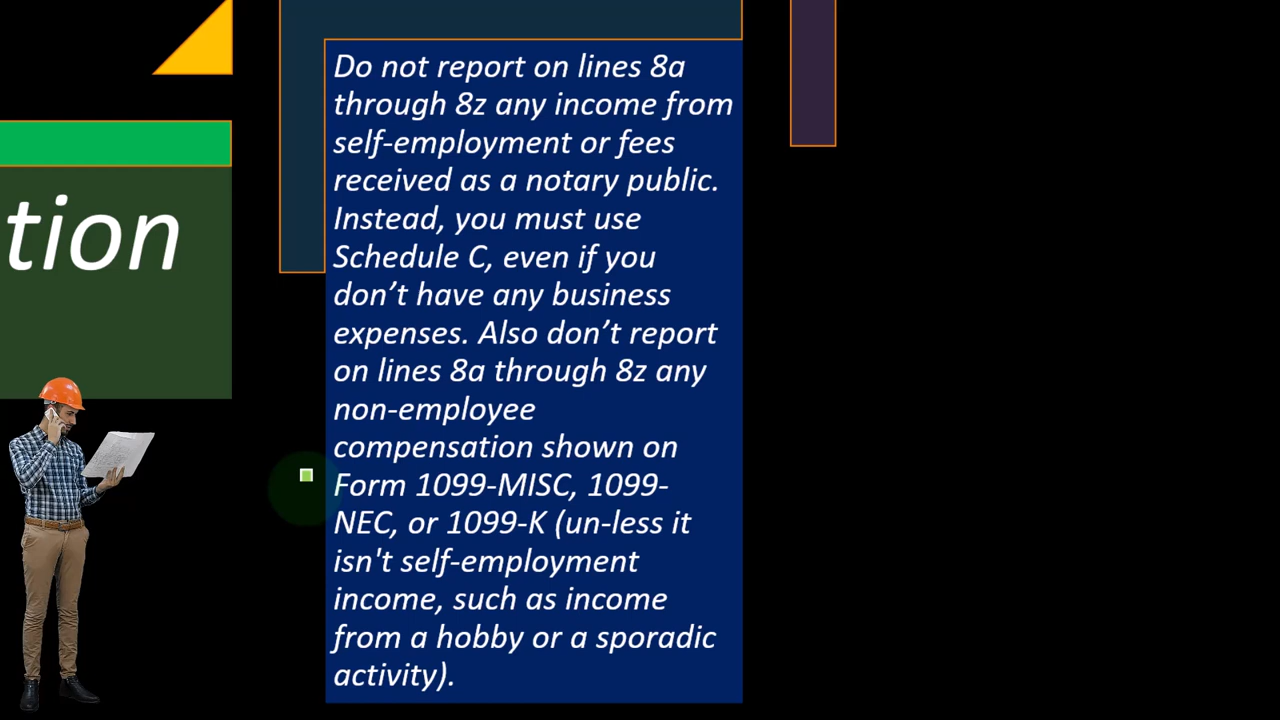 tion
Do not report on lines 8a
through 8z any income from
self-employment or fees
received as a notary public.
Instead, you must use
Schedule C, even if you
don’t have any business
expenses. Also don’t report
on lines 8a through 8z any
non-employee
compensation shown on
Form 1099-MISC, 1099-
NEC, or 1099-K (un-less it
isn't self-employment
income, such as income
from a hobby or a sporadic
activity).